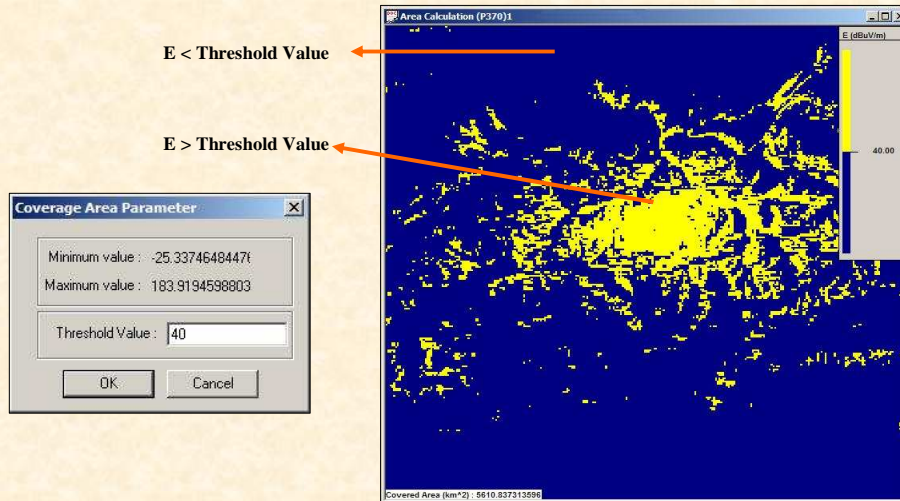 Area Calculation (P370)1
E (dBuV/m)
E < Threshold Value
E > Threshold Value
40.00
Coverage Area Parameter
Minimum value : -25.3374648447
Maximum value : 183.9194598803
Threshold Value : 40
OK
Cancel
Covered Area (km^2) : 5610.837313596